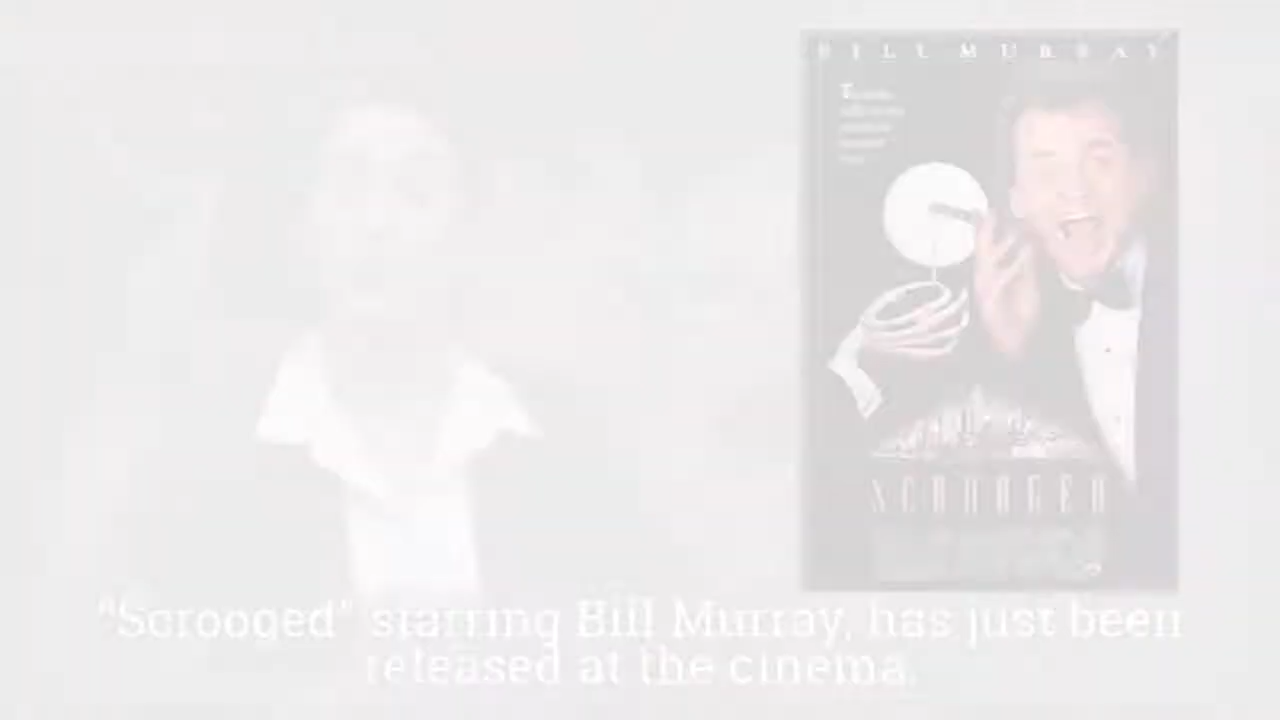 BILL MURRAY
SCROOGED
"Scrooged" starring Bill Murray, has just been
released at the cinema.